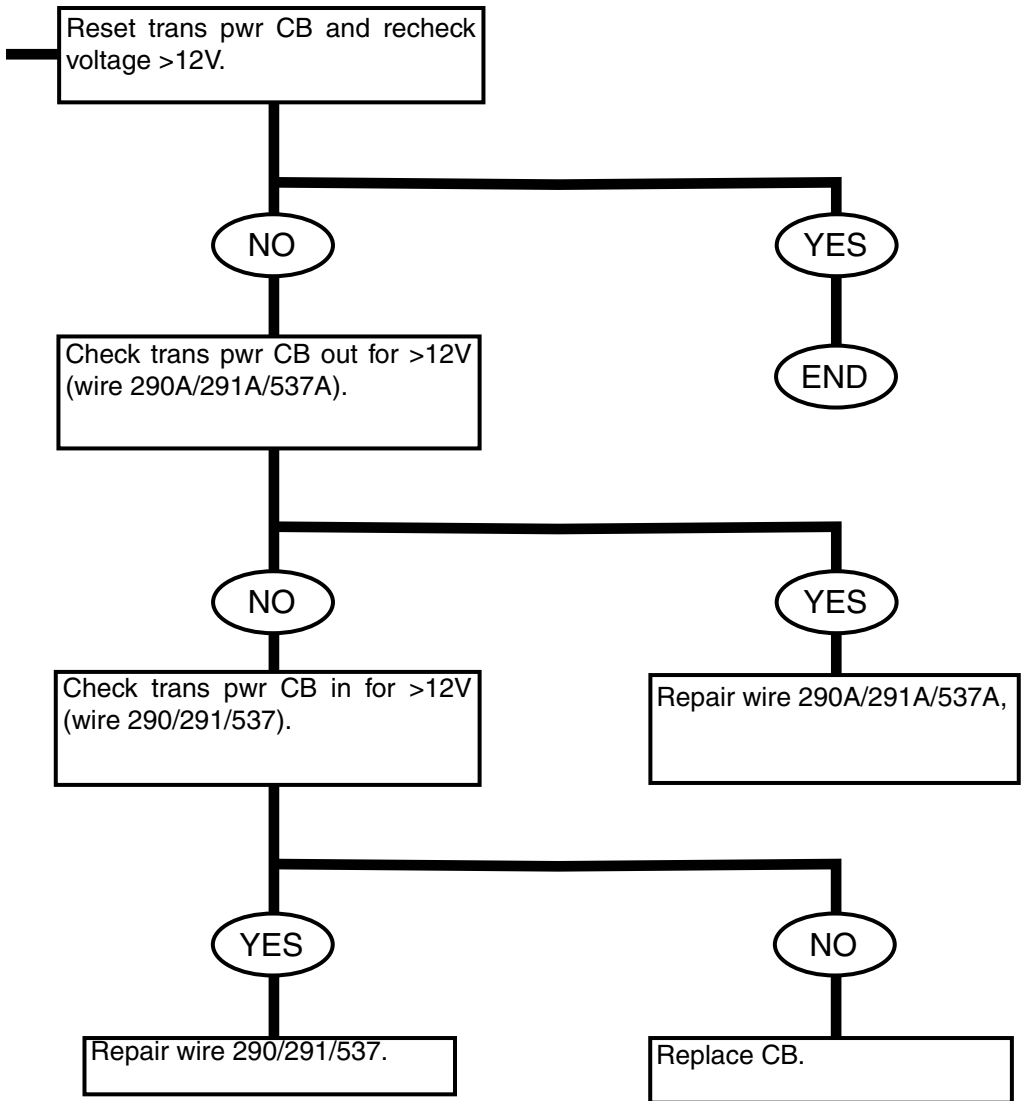 Reset trans pwr CB and recheck
voltage >12V.
NO
YES
Check trans pwr CB out for >12V
(wire 290A/291A/537A).
END
NO
YES
Check trans pwr CB in for >12V
(wire 290/291/537).
Repair wire 290A/291A/537A,
YES
NO
Repair wire 290/291/537.
Replace CB.